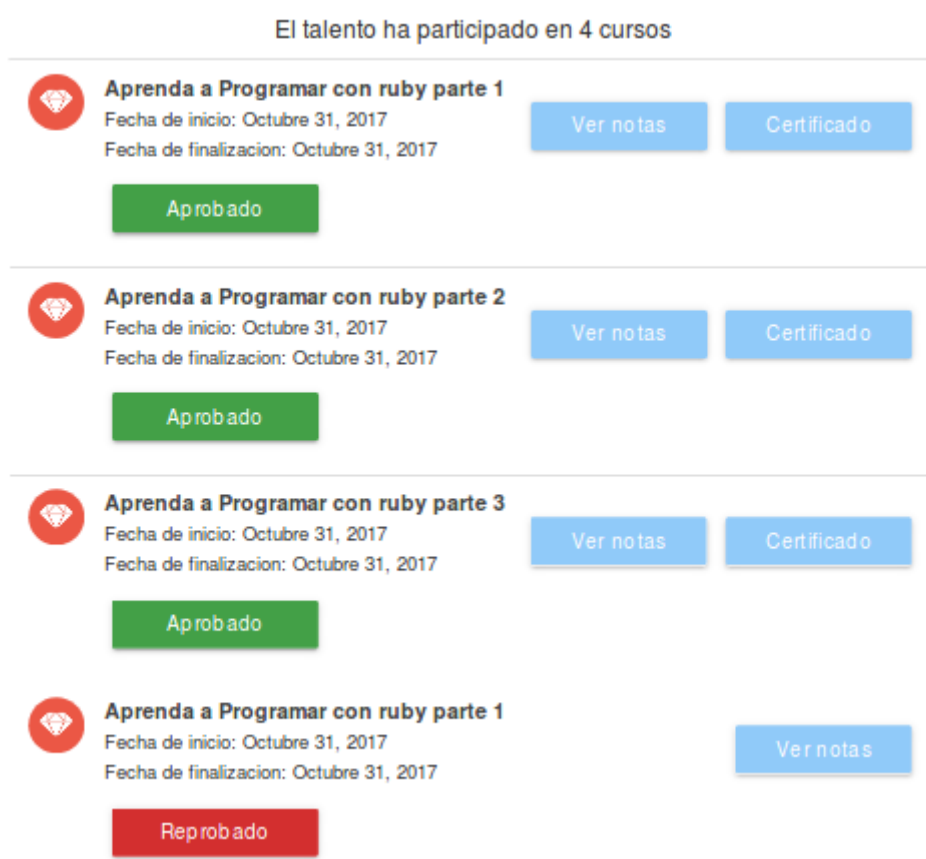 El talento ha participado en 4 cursos
Aprenda a Programar con ruby parte 1
Fecha de inicio: Octubre 31, 2017
Fecha de finalizacion: Octubre 31, 2017
Ver notas
Certificado
Aprobado
Aprenda a Programar con ruby parte 2
Fecha de inicio: Octubre 31, 2017
Fecha de finalizacion: Octubre 31, 2017
Ver notas
Certificado
Aprobado
Aprenda a Programar con ruby parte 3
Fecha de inicio: Octubre 31, 2017
Fecha de finalizacion: Octubre 31, 2017
Ver notas
Certificado
Aprobado
Aprenda a Programar con ruby parte 1
Fecha de inicio: Octubre 31, 2017
Fecha de finalizacion: Octubre 31, 2017
Ver notas
Reprobado